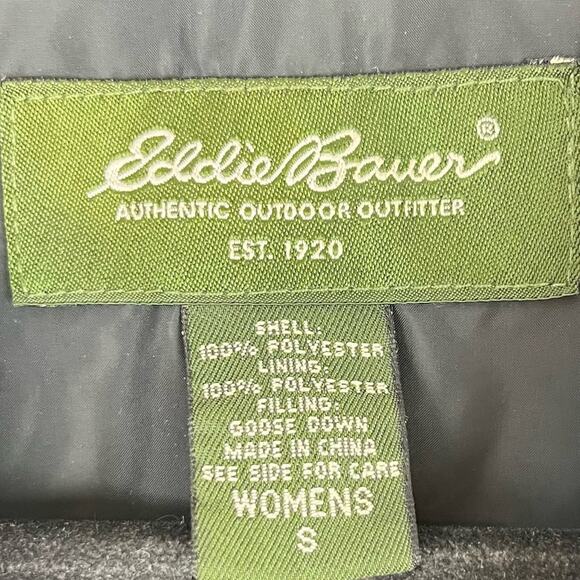 Eddie Bauer®
AUTHENTIC OUTDOOR OUTFITTER
EST. 1920
SHELL:
100% POLYESTER
LINING:
100% POLYESTER
FILLING:
GOOSE DOWN
MADE IN CHINA
SEE SIDE FOR CARE
WOMENS
S